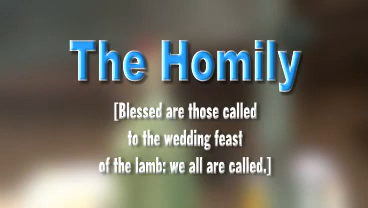 The Homily
[Blessed are those called
to the wedding feast
of the lamb: we all are called.]